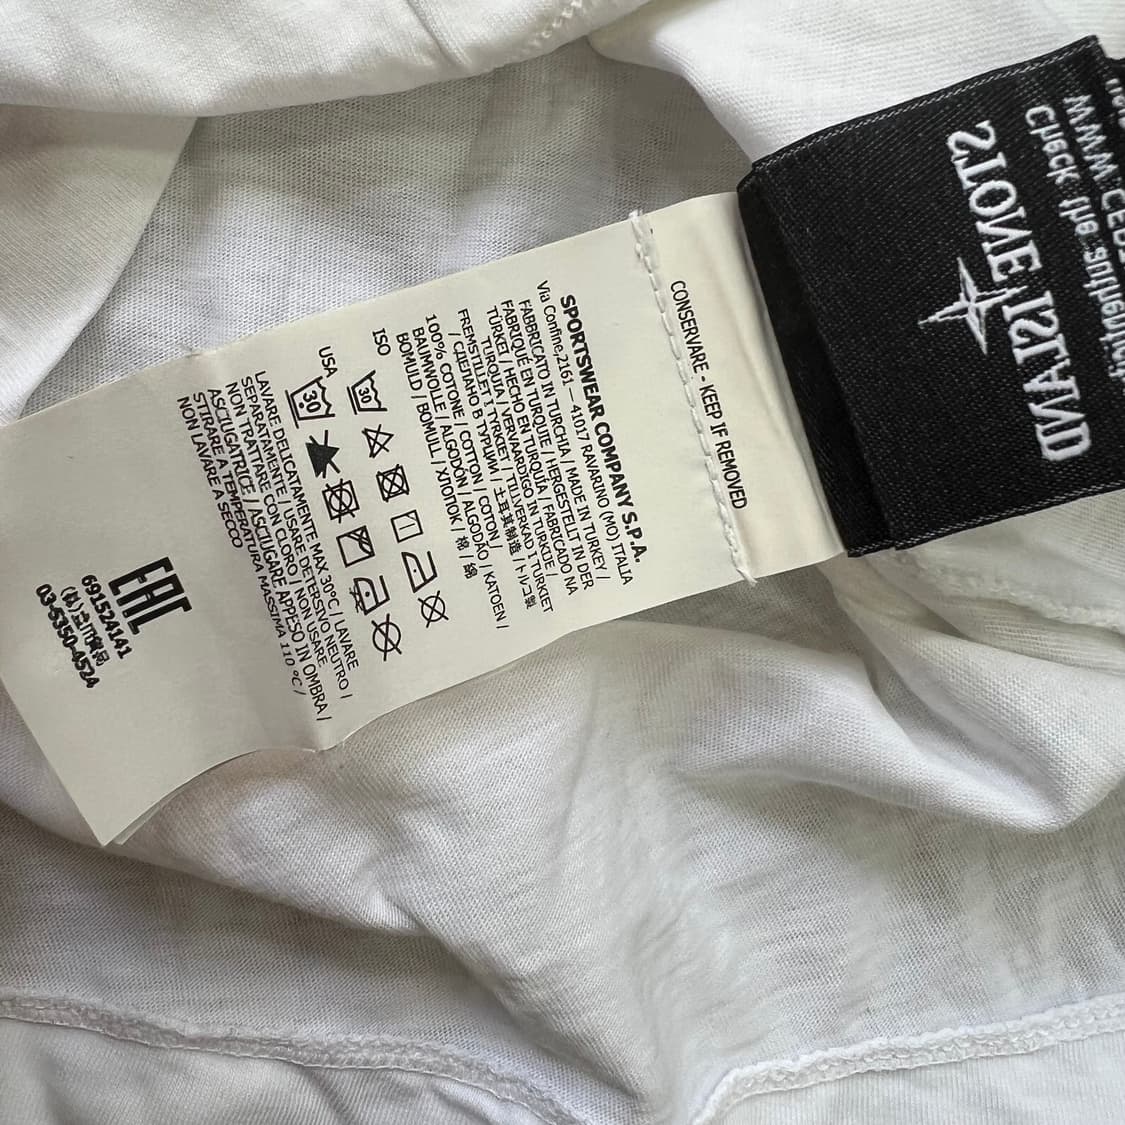 CONSERVARE - KEEP IF REMOVED
SPORTSWEAR COMPANY S.P.A.
Via Confine,2161 — 41017 RAVARINO (MO) ITALIA
FABBRICATO IN TURCHIA / MADE IN TURKEY /
FABRIQUÉ EN TURQUIE / HERGESTELLT IN DER
TÜRKEI / HECHO EN TURQUÍA / FABRICADO NA
TURQUIA / VERVAARDIGD IN TURKIJE /
FREMSTILLET I TYRKIET / TILLVERKAD I TURKIET
/ СДЕЛАНО В ТУРЦИИ / 土耳其制造 / トルコ製
100% COTONE / COTTON / COTON /
BAUMWOLLE / ALGODÓN / ALGODÃO / KATOEN /
BOMULD / BOMULL / ХЛОПОК / 棉 / 綿
ISO
30
USA
30
LAVARE DELICATAMENTE MAX 30°C / LAVARE
SEPARATAMENTE / USARE DETERSIVO NEUTRO /
NON TRATTARE CON CLORO / NON USARE
ASCIUGATRICE / ASCIUGARE APPESO IN OMBRA /
STIRARE A TEMPERATURA MASSIMA 110 °C /
NON LAVARE A SECCO
EAC
691524141
03-5350-4524
STONE ISLAND
Check the authenticity